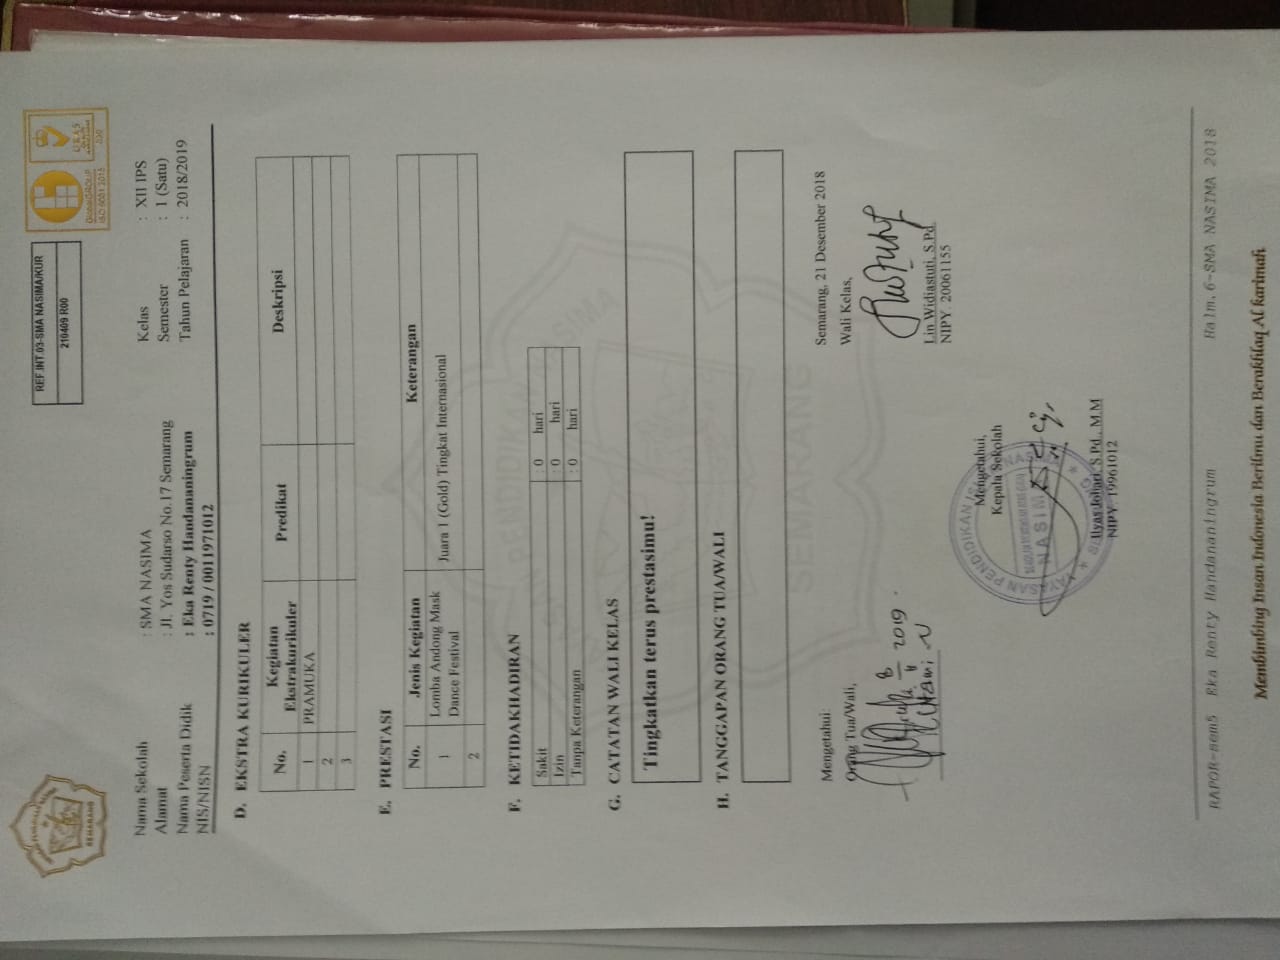 SEMARANG
REF.INT.03-SMA NASIMA/KUR
210409 R00
GlobalGROUP
UKAS
ISO 9001:2015
Nama Sekolah : SMA NASIMA Kelas : XII IPS
Alamat : Jl. Yos Sudarso No.17 Semarang Semester : 1 (Satu)
Nama Peserta Didik : Eka Renty Handananingrum Tahun Pelajaran : 2018/2019
NIS/NISN : 0719 / 0011971012
D. EKSTRA KURIKULER
No. Kegiatan Ekstrakurikuler Predikat Deskripsi
1 PRAMUKA
2
3
E. PRESTASI
No. Jenis Kegiatan Keterangan
1 Lomba Andong Mask Dance Festival Juara 1 (Gold) Tingkat Internasional
2
F. KETIDAKHADIRAN
Sakit : 0 hari
Izin : 0 hari
Tanpa Keterangan : 0 hari
G. CATATAN WALI KELAS
Tingkatkan terus prestasimu!
H. TANGGAPAN ORANG TUA/WALI
YAYASAN PENDIDIKAN NASIMA
SEMARANG
Mengetahui: Semarang, 21 Desember 2018
Orang Tua/Wali, Wali Kelas,
2019
Lin Widiastuti, S.Pd.
NIPY. 20061155
Mengetahui,
Kepala Sekolah
NASIMA
Ilyas Johari, S.Pd., M.M
NIPY. 19961012
RAPOR-sem5 Eka Renty Handananingrum Halm.6-SMA NASIMA 2018
Membimbing Insan Indonesia Berilmu dan Berakhlaq Al karimah